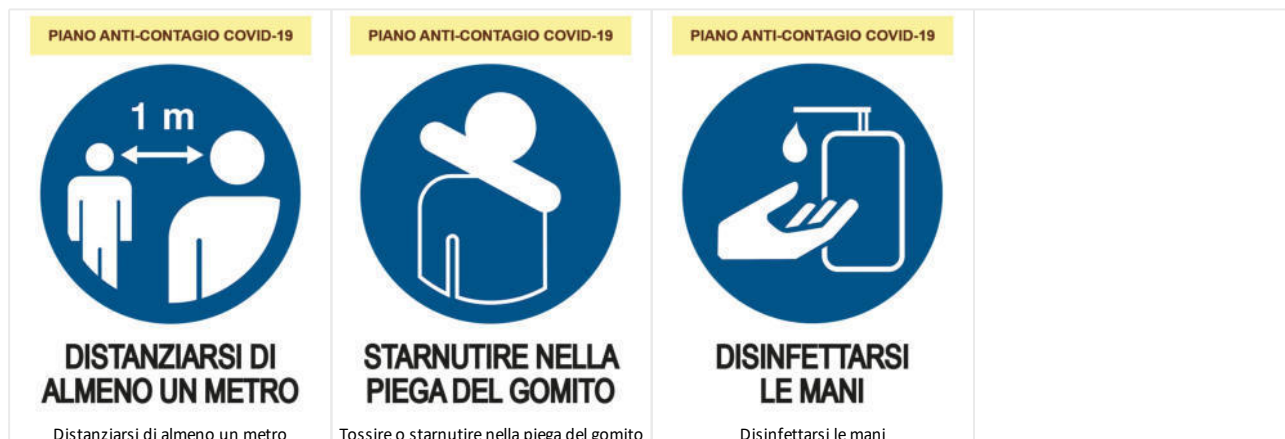 PIANO ANTI-CONTAGIO COVID-19
1 m
DISTANZIARSI DI
ALMENO UN METRO
Distanziarsi di almeno un metro
PIANO ANTI-CONTAGIO COVID-19
STARNUTIRE NELLA
PIEGA DEL GOMITO
Tossire o starnutire nella piega del gomito
PIANO ANTI-CONTAGIO COVID-19
DISINFETTARSI
LE MANI
Disinfettarsi le mani